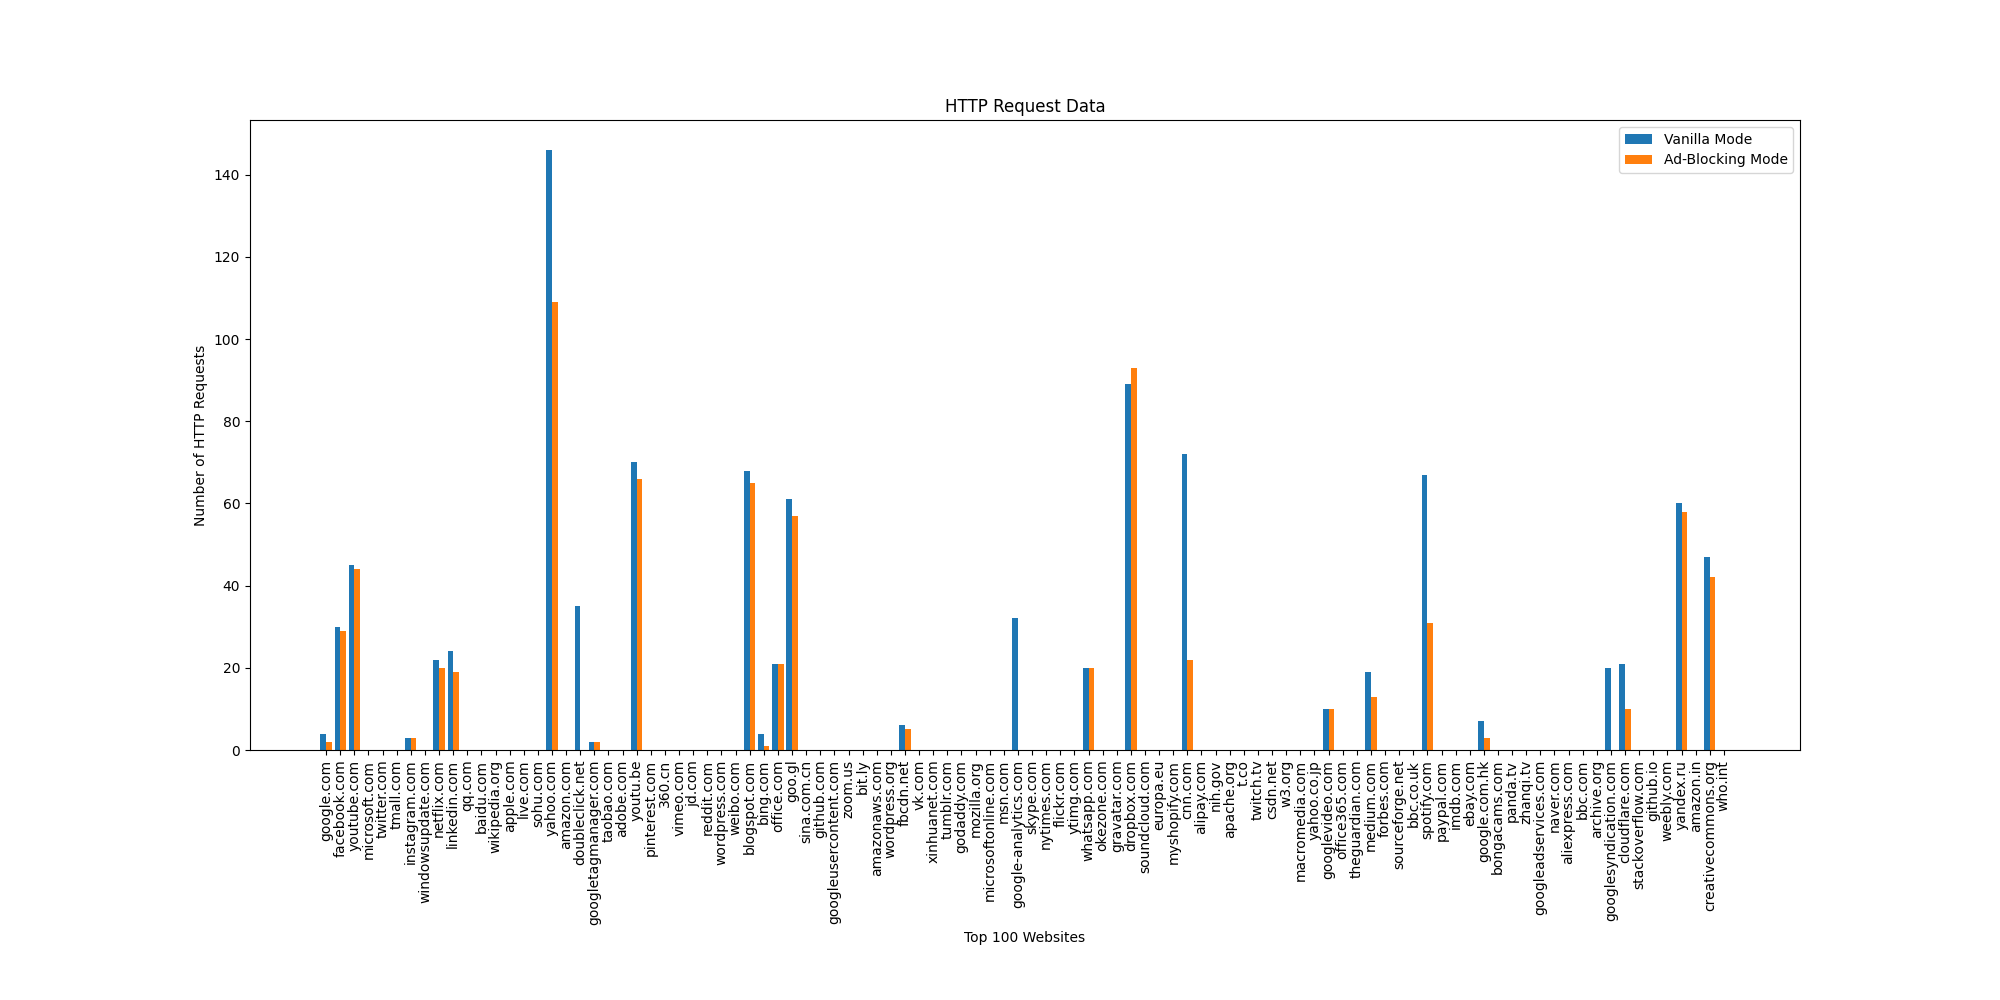 HTTP Request Data
Vanilla Mode
Ad-Blocking Mode
Number of HTTP Requests
140
120
100
80
60
40
20
0
google.com
facebook.com
youtube.com
microsoft.com
twitter.com
tmall.com
instagram.com
windowsupdate.com
netflix.com
linkedin.com
qq.com
baidu.com
wikipedia.org
apple.com
live.com
sohu.com
yahoo.com
amazon.com
doubleclick.net
googletagmanager.com
taobao.com
adobe.com
youtu.be
pinterest.com
360.cn
vimeo.com
jd.com
reddit.com
wordpress.com
weibo.com
blogspot.com
bing.com
office.com
goo.gl
sina.com.cn
github.com
googleusercontent.com
zoom.us
bit.ly
amazonaws.com
wordpress.org
fbcdn.net
vk.com
xinhuanet.com
tumblr.com
godaddy.com
mozilla.org
microsoftonline.com
msn.com
google-analytics.com
skype.com
nytimes.com
flickr.com
ytimg.com
whatsapp.com
okezone.com
gravatar.com
dropbox.com
soundcloud.com
europa.eu
myshopify.com
cnn.com
alipay.com
nih.gov
apache.org
t.co
twitch.tv
csdn.net
w3.org
macromedia.com
yahoo.co.jp
googlevideo.com
office365.com
theguardian.com
medium.com
forbes.com
sourceforge.net
bbc.co.uk
spotify.com
paypal.com
imdb.com
ebay.com
google.com.hk
bongacams.com
panda.tv
zhanqi.tv
googleadservices.com
naver.com
aliexpress.com
bbc.com
archive.org
googlesyndication.com
cloudflare.com
stackoverflow.com
github.io
weebly.com
yandex.ru
amazon.in
creativecommons.org
who.int
Top 100 Websites